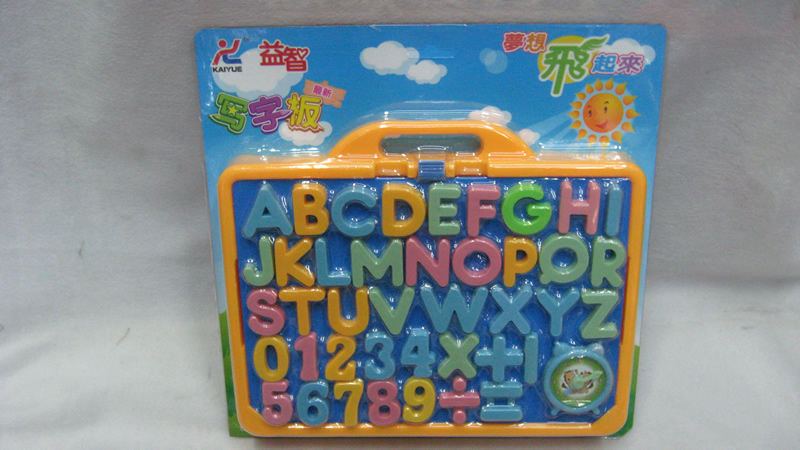 KAIYUE
益智
夢想飛起來
最新
写字板
ABCDEFGHI
JKLMNOPQR
STUVWXYZ
01234×+-
56789÷=